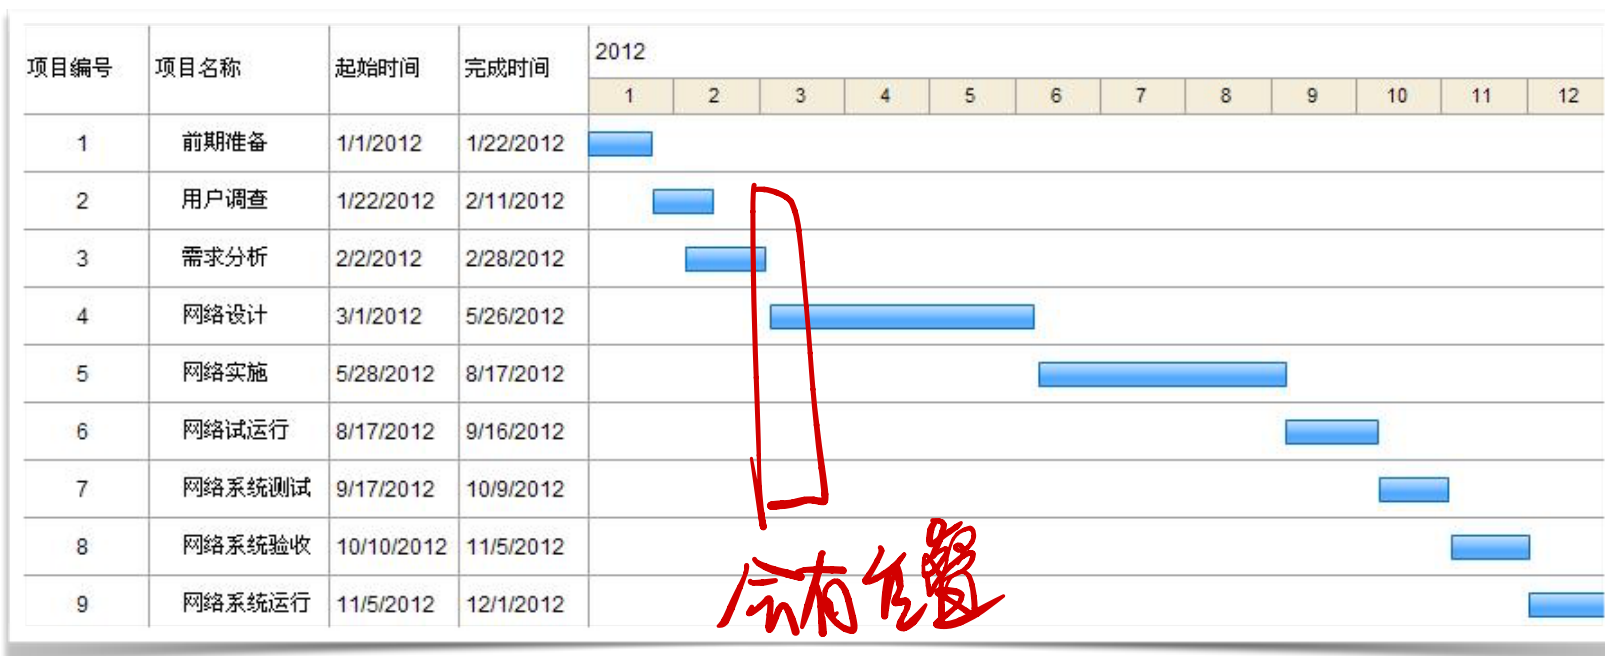 项目编号 项目名称 起始时间 完成时间 2012
1 2 3 4 5 6 7 8 9 10 11 12
1 前期准备 1/1/2012 1/22/2012
2 用户调查 1/22/2012 2/11/2012
3 需求分析 2/2/2012 2/28/2012
4 网络设计 3/1/2012 5/26/2012
5 网络实施 5/28/2012 8/17/2012
6 网络试运行 8/17/2012 9/16/2012
7 网络系统测试 9/17/2012 10/9/2012
8 网络系统验收 10/10/2012 11/5/2012
9 网络系统运行 11/5/2012 12/1/2012
会有